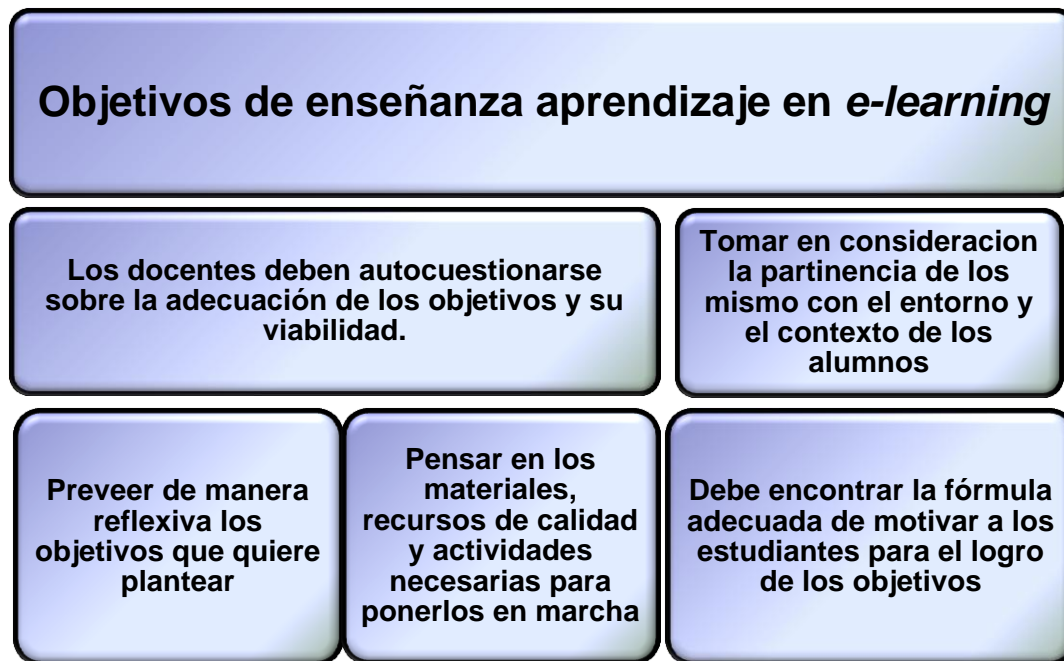 Objetivos de enseñanza aprendizaje en e-learning
Los docentes deben autocuestionarse
sobre la adecuación de los objetivos y su
viabilidad.
Tomar en consideracion
la partinencia de los
mismo con el entorno y
el contexto de los
alumnos
Preveer de manera
reflexiva los
objetivos que quiere
plantear
Pensar en los
materiales,
recursos de calidad
y actividades
necesarias para
ponerlos en marcha
Debe encontrar la fórmula
adecuada de motivar a los
estudiantes para el logro
de los objetivos